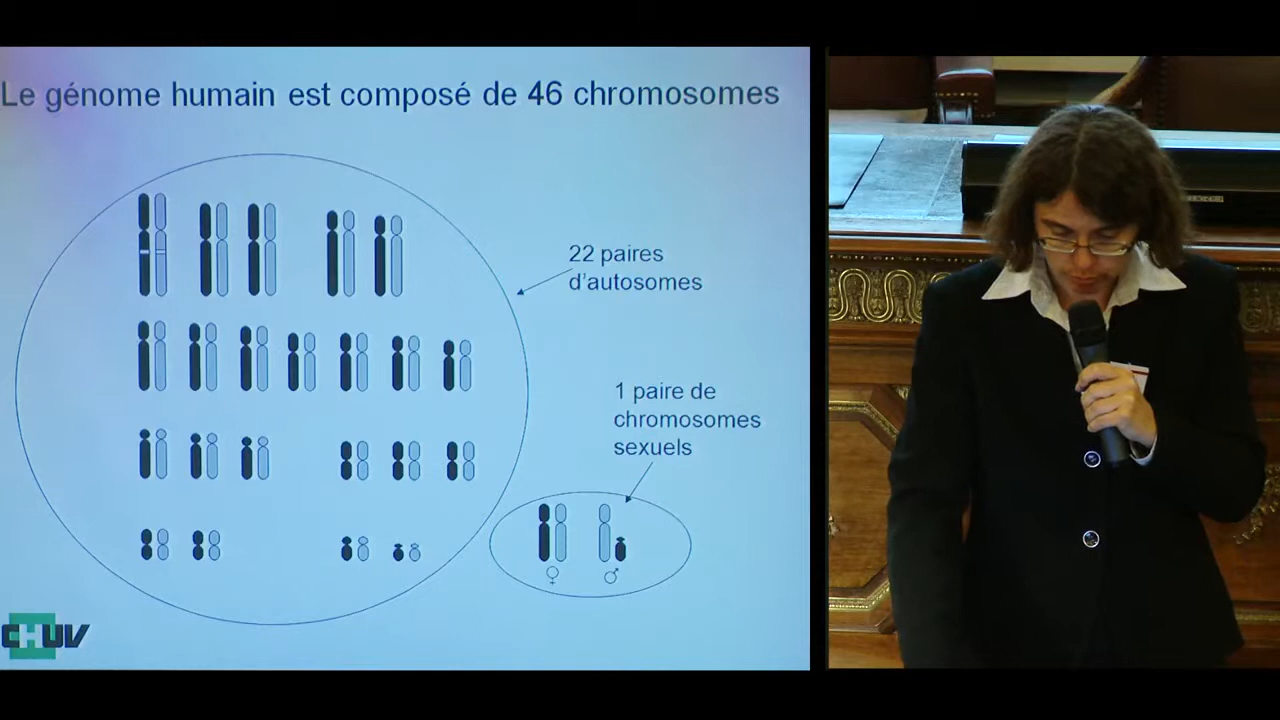 Le génome humain est composé de 46 chromosomes
22 paires
d'autosomes
1 paire de
chromosomes
sexuels
♀ ♂
CHUV